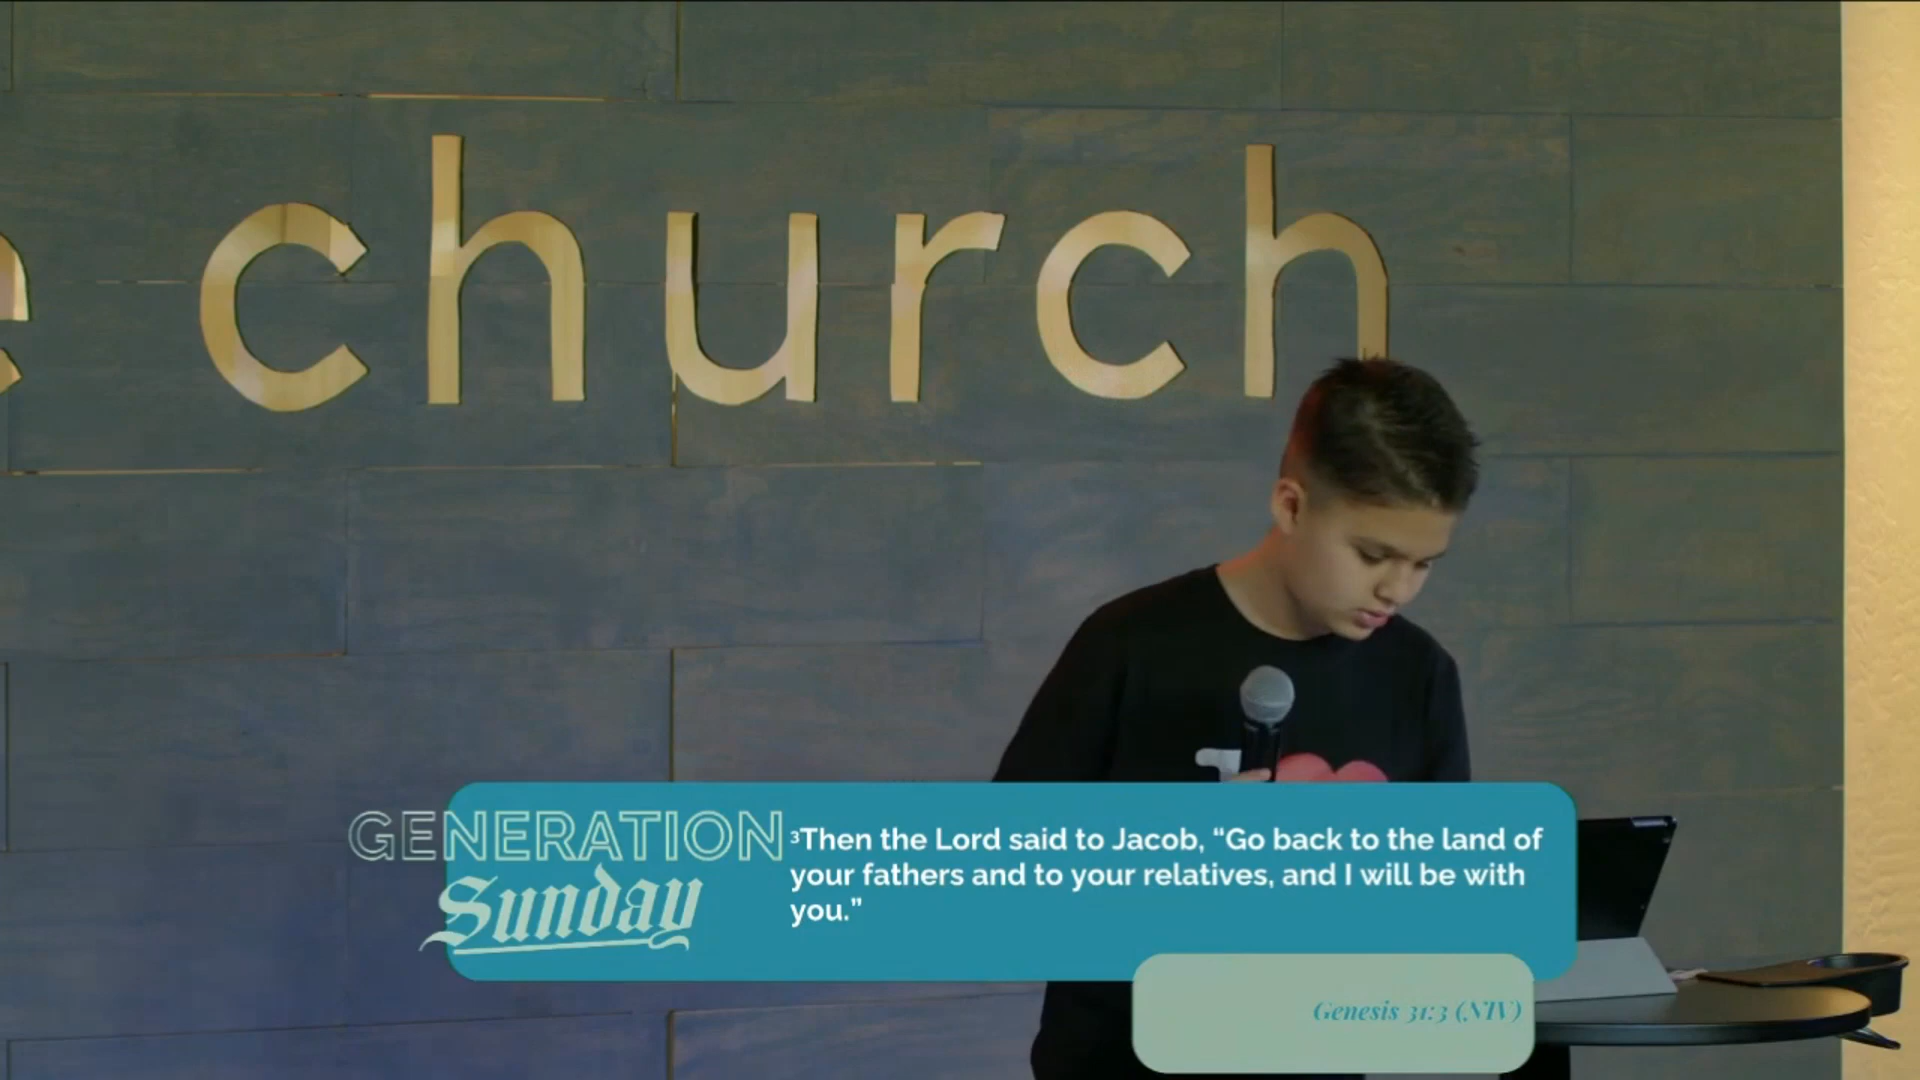 e church
GENERATION
Sunday
³Then the Lord said to Jacob, “Go back to the land of
your fathers and to your relatives, and I will be with
you.”
Genesis 31:3 (NIV)